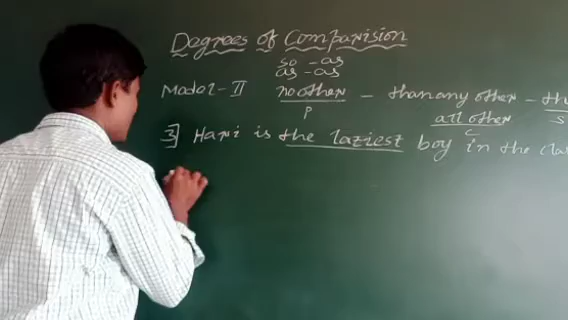 Degrees of Comparision
so - as
as - as
Model - II no other - than any other - th
all other
P C S
3] Hari is the laziest boy in the cla